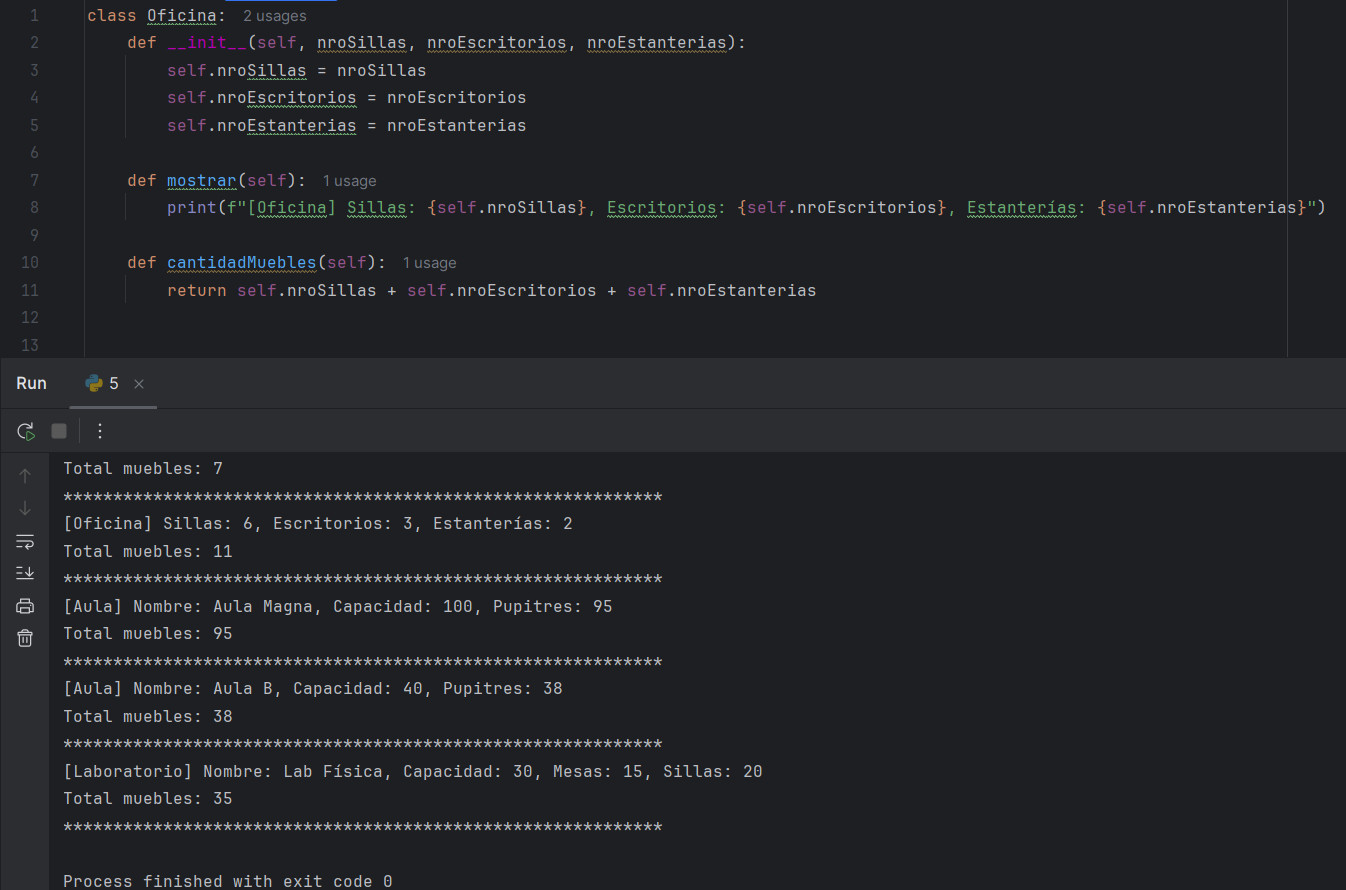 1 class Oficina: 2 usages
2 def __init__(self, nroSillas, nroEscritorios, nroEstanterias):
3 self.nroSillas = nroSillas
4 self.nroEscritorios = nroEscritorios
5 self.nroEstanterias = nroEstanterias
6
7 def mostrar(self): 1 usage
8 print(f"[Oficina] Sillas: {self.nroSillas}, Escritorios: {self.nroEscritorios}, Estanterías: {self.nroEstanterias}")
9
10 def cantidadMuebles(self): 1 usage
11 return self.nroSillas + self.nroEscritorios + self.nroEstanterias
12
13
Run 5 ×
Total muebles: 7
************************************************************
[Oficina] Sillas: 6, Escritorios: 3, Estanterías: 2
Total muebles: 11
************************************************************
[Aula] Nombre: Aula Magna, Capacidad: 100, Pupitres: 95
Total muebles: 95
************************************************************
[Aula] Nombre: Aula B, Capacidad: 40, Pupitres: 38
Total muebles: 38
************************************************************
[Laboratorio] Nombre: Lab Física, Capacidad: 30, Mesas: 15, Sillas: 20
Total muebles: 35
************************************************************
Process finished with exit code 0